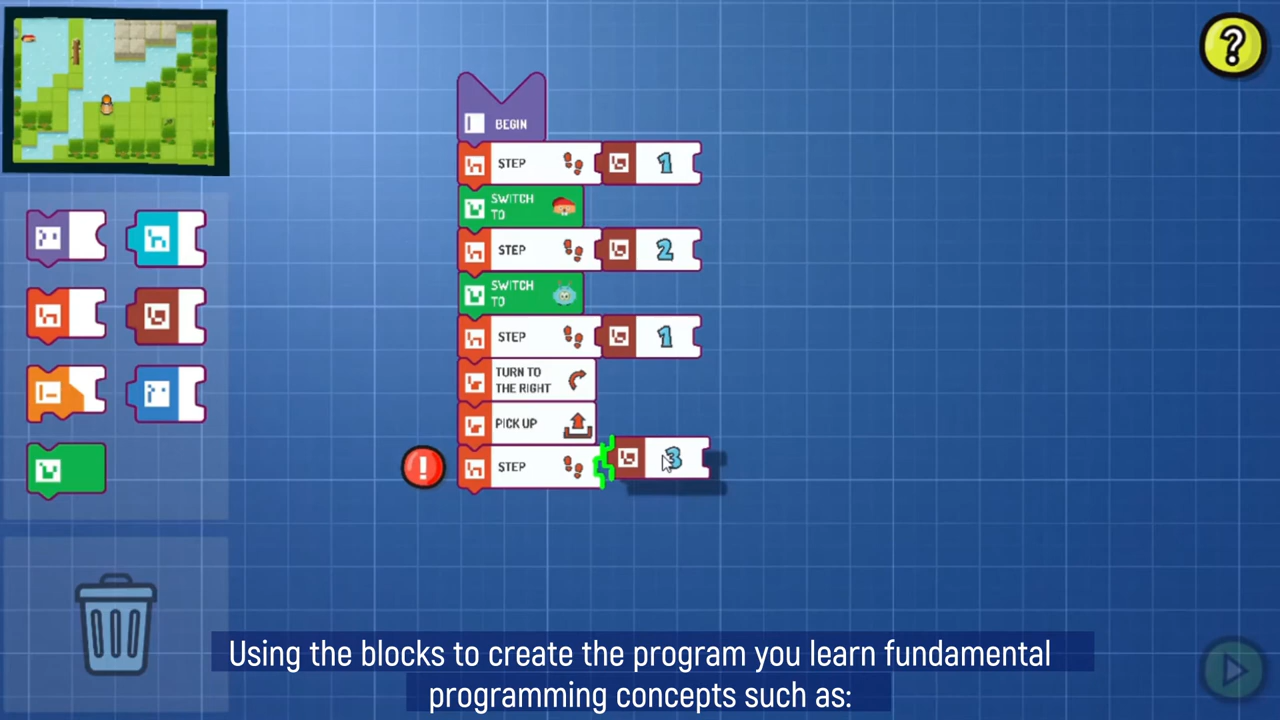 ?
BEGIN
STEP 1
SWITCH
TO
STEP 2
SWITCH
TO
STEP 1
TURN TO
THE RIGHT
PICK UP
! STEP 3
Using the blocks to create the program you learn fundamental
programming concepts such as: